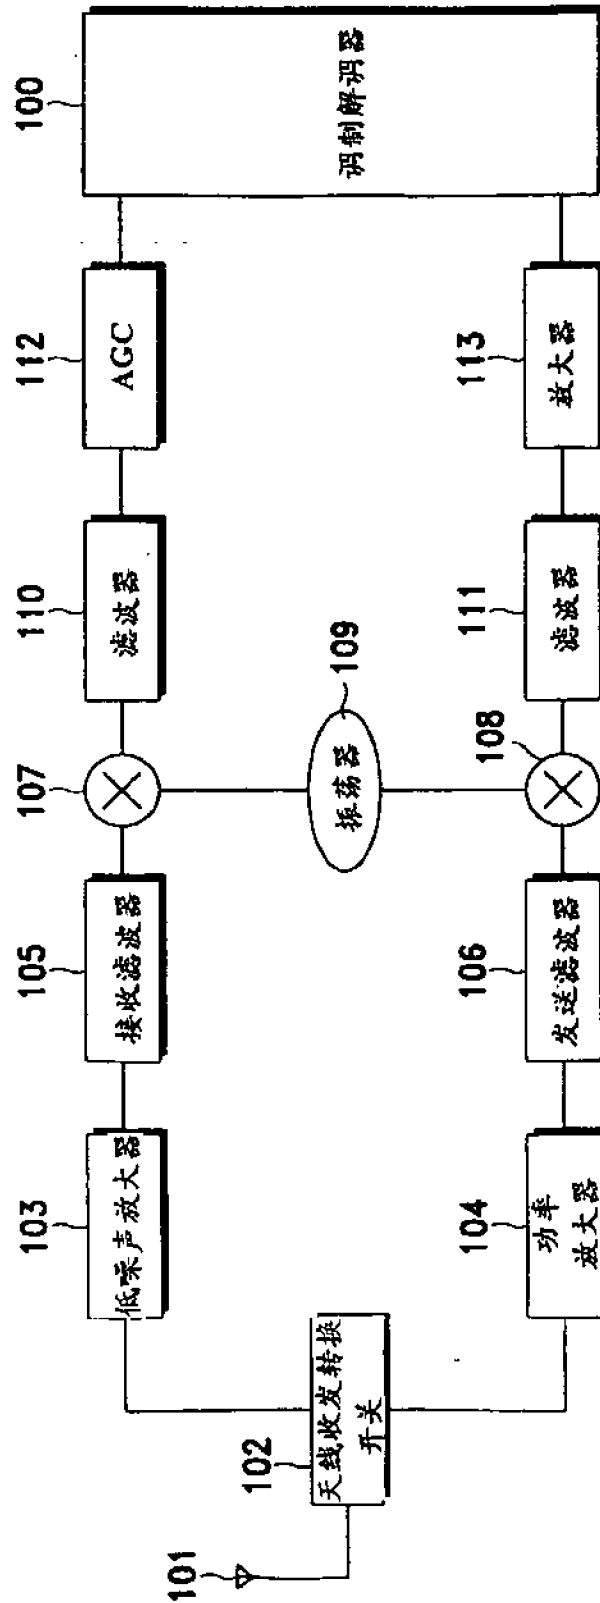 101
102
天线收发转换
开关
103
低噪声放大器
105
接收滤波器
107
110
滤波器
112
AGC
100
调制解调器
109
振荡器
104
功率
放大器
106
发送滤波器
108
111
滤波器
113
放大器